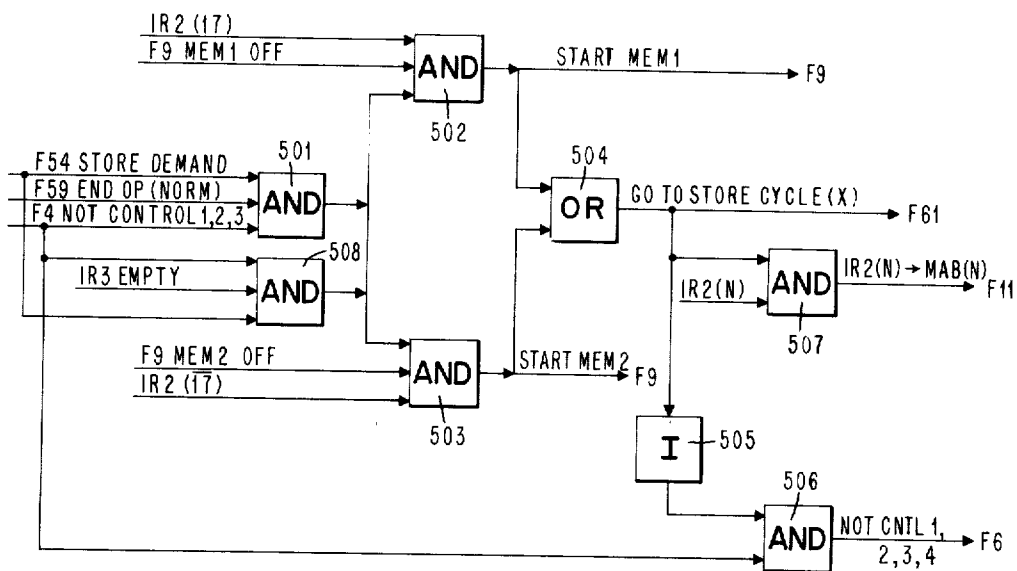 IR2 (17)
F9 MEM1 OFF
AND
502
START MEM1
F9
F54 STORE DEMAND
F59 END OP (NORM)
F4 NOT CONTROL 1,2,3
501
AND
504
OR
GO TO STORE CYCLE (X)
F61
508
IR3 EMPTY
AND
IR2(N)
AND
507
IR2(N) → MAB(N)
F11
F9 MEM2 OFF
IR2 (1̅7̅)
AND
503
START MEM2
F9
I
505
506
AND
NOT CNTL 1,
2,3,4
F6